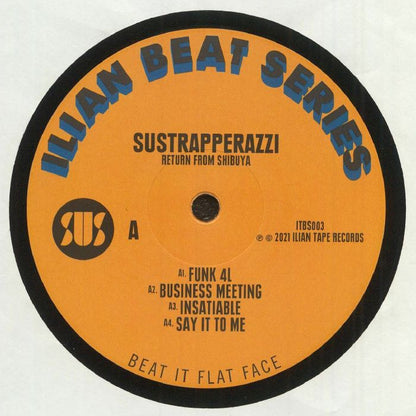 ILIAN BEAT SERIES
SUSTRAPPERAZZI
RETURN FROM SHIBUYA
SUS
A
ITBS003
℗ © 2021 ILIAN TAPE RECORDS
A1. FUNK 4L
A2. BUSINESS MEETING
A3. INSATIABLE
A4. SAY IT TO ME
BEAT IT FLAT FACE